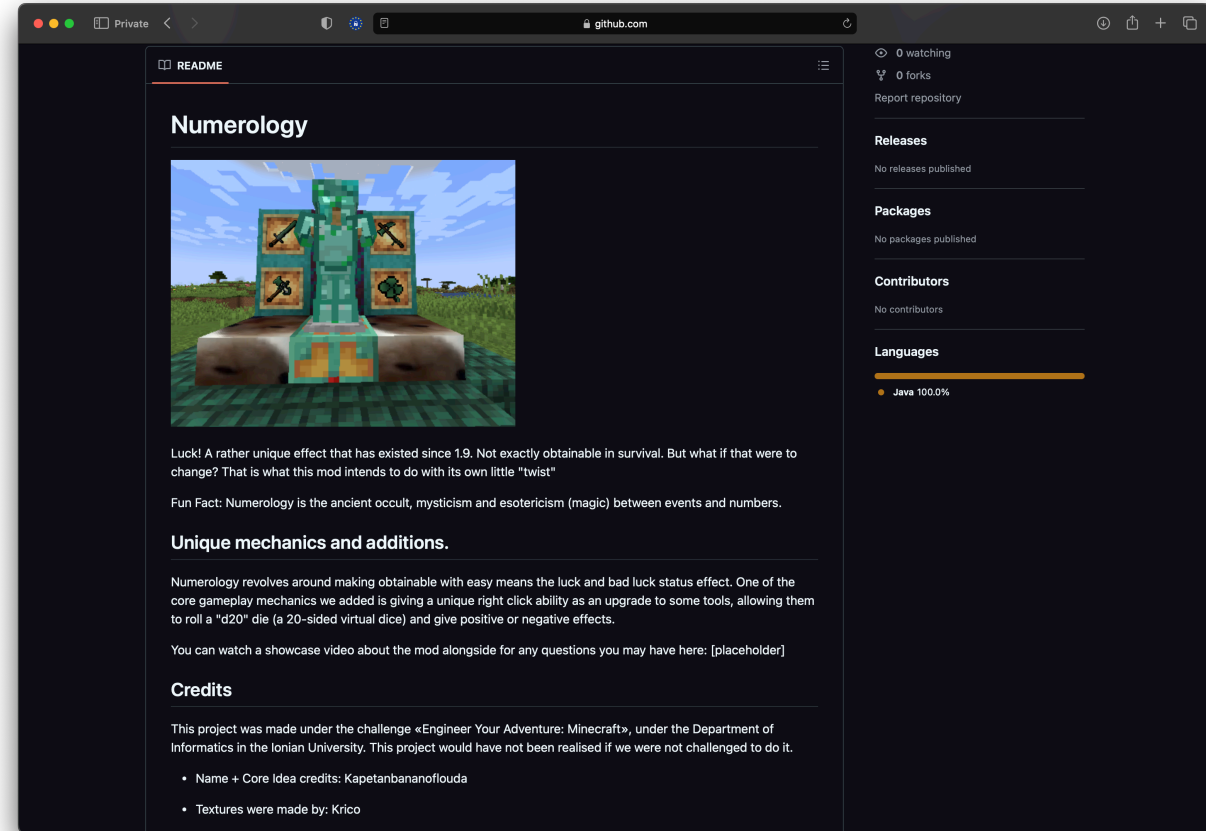 Private
github.com
README
Numerology
Luck! A rather unique effect that has existed since 1.9. Not exactly obtainable in survival. But what if that were to
change? That is what this mod intends to do with its own little "twist"
Fun Fact: Numerology is the ancient occult, mysticism and esotericism (magic) between events and numbers.
Unique mechanics and additions.
Numerology revolves around making obtainable with easy means the luck and bad luck status effect. One of the
core gameplay mechanics we added is giving a unique right click ability as an upgrade to some tools, allowing them
to roll a "d20" die (a 20-sided virtual dice) and give positive or negative effects.
You can watch a showcase video about the mod alongside for any questions you may have here: [placeholder]
Credits
This project was made under the challenge «Engineer Your Adventure: Minecraft», under the Department of
Informatics in the Ionian University. This project would have not been realised if we were not challenged to do it.
• Name + Core Idea credits: Kapetanbananoflouda
• Textures were made by: Krico
0 watching
0 forks
Report repository
Releases
No releases published
Packages
No packages published
Contributors
No contributors
Languages
Java 100.0%